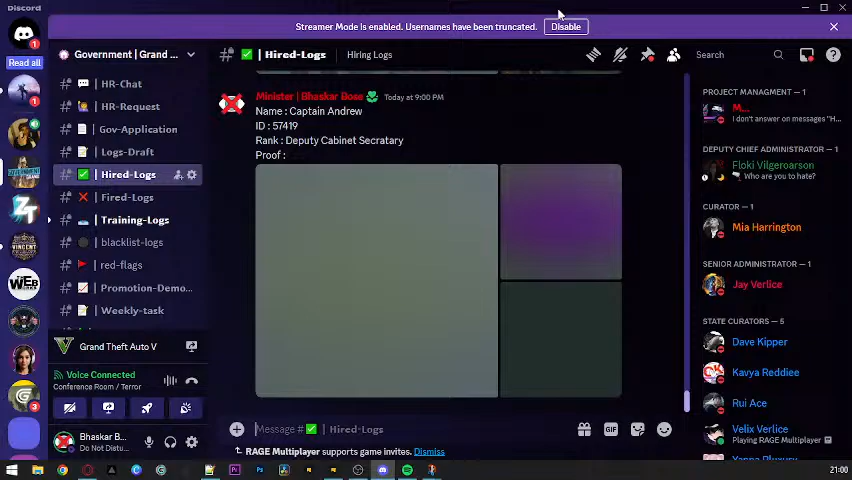 Discord
Streamer Mode is enabled. Usernames have been truncated. Disable
Read all
Government | Grand ...
| Hired-Logs
Hiring Logs
Search
| HR-Chat
| HR-Request
| Gov-Application
| Logs-Draft
| Hired-Logs
| Fired-Logs
| Training-Logs
| blacklist-logs
| red-flags
| Promotion-Demo...
| Weekly-task
Grand Theft Auto V
Voice Connected
Conference Room / Terror
Bhaskar B...
Do Not Distu...
Minister | Bhaskar Bose
Today at 9:00 PM
Name : Captain Andrew
ID : 57419
Rank : Deputy Cabinet Secratary
Proof :
Message # | Hired-Logs
GIF
RAGE Multiplayer supports game invites. Dismiss
PROJECT MANAGMENT — 1
M...
I don't answer on messages "H...
DEPUTY CHIEF ADMINISTRATOR — 1
Floki Vilgeroarson
Who are you to hate?
CURATOR — 1
Mia Harrington
SENIOR ADMINISTRATOR — 1
Jay Verlice
STATE CURATORS — 5
Dave Kipper
Kavya Reddiee
Rui Ace
Velix Verlice
Playing RAGE Multiplayer
21:00